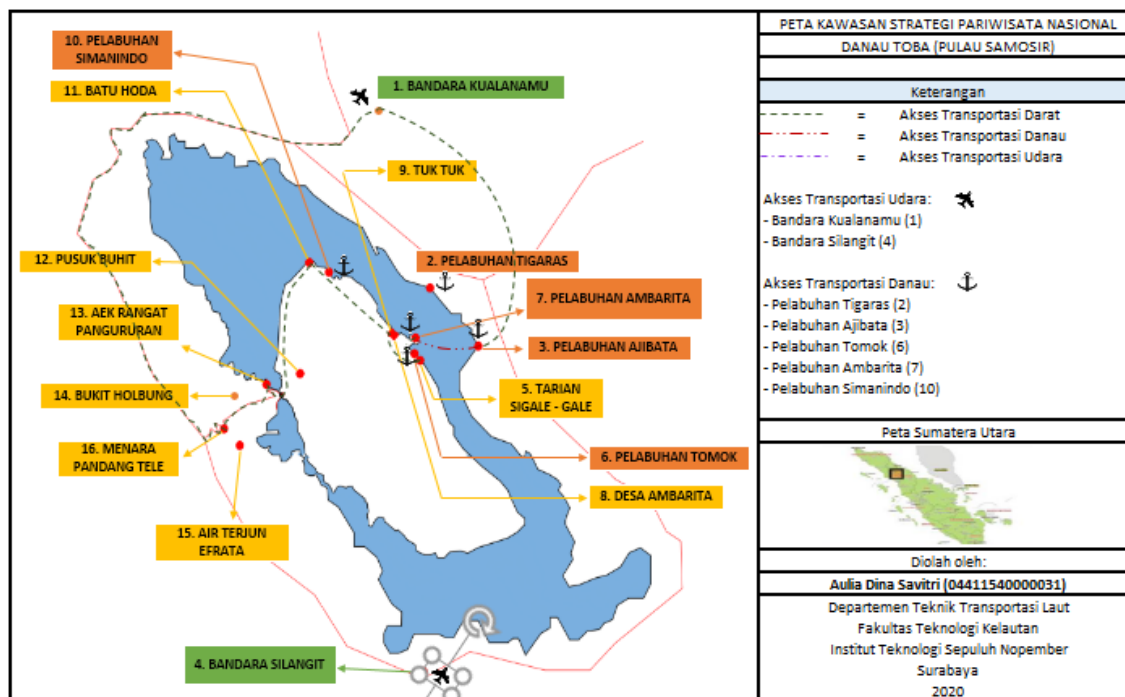 10. PELABUHAN
SIMANINDO
11. BATU HODA
1. BANDARA KUALANAMU
9. TUK TUK
12. PUSUK BUHIT
2. PELABUHAN TIGARAS
7. PELABUHAN AMBARITA
13. AEK RANGAT
PANGURURAN
3. PELABUHAN AJIBATA
14. BUKIT HOLBUNG
5. TARIAN
SIGALE - GALE
16. MENARA
PANDANG TELE
6. PELABUHAN TOMOK
8. DESA AMBARITA
15. AIR TERJUN
EFRATA
4. BANDARA SILANGIT
PETA KAWASAN STRATEGI PARIWISATA NASIONAL
DANAU TOBA (PULAU SAMOSIR)
Keterangan
= Akses Transportasi Darat
= Akses Transportasi Danau
= Akses Transportasi Udara
Akses Transportasi Udara:
- Bandara Kualanamu (1)
- Bandara Silangit (4)
Akses Transportasi Danau:
- Pelabuhan Tigaras (2)
- Pelabuhan Ajibata (3)
- Pelabuhan Tomok (6)
- Pelabuhan Ambarita (7)
- Pelabuhan Simanindo (10)
Peta Sumatera Utara
Diolah oleh:
Aulia Dina Savitri (04411540000031)
Departemen Teknik Transportasi Laut
Fakultas Teknologi Kelautan
Institut Teknologi Sepuluh Nopember
Surabaya
2020